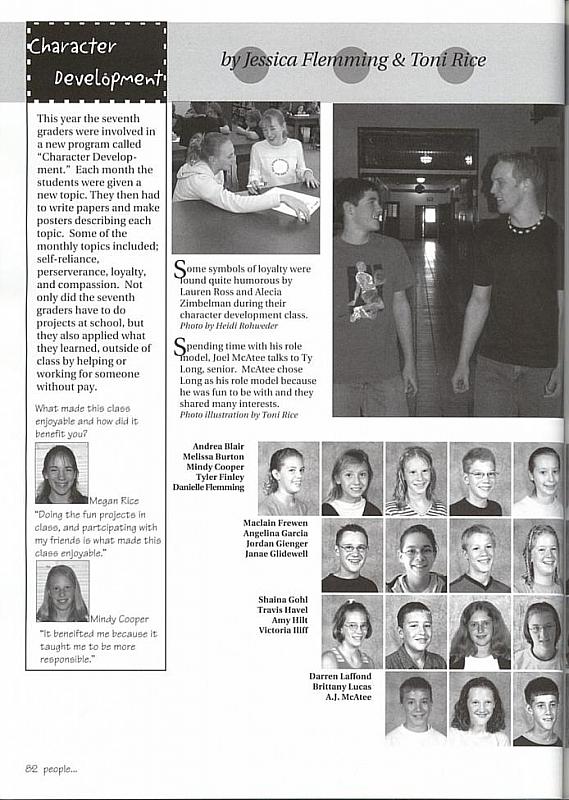 Character
Development
by Jessica Flemming & Toni Rice
This year the seventh
graders were involved in
a new program called
“Character Develop-
ment.” Each month the
students were given a
new topic. They then had
to write papers and make
posters describing each
topic. Some of the
monthly topics included;
self-reliance,
perserverance, loyalty,
and compassion. Not
only did the seventh
graders have to do
projects at school, but
they also applied what
they learned, outside of
class by helping or
working for someone
without pay.
What made this class
enjoyable and how did it
benefit you?
Megan Rice
“Doing the fun projects in
class, and partcipating with
my friends is what made this
class enjoyable.”
Mindy Cooper
“It beneifted me because it
taught me to be more
responsible.”
Some symbols of loyalty were
found quite humorous by
Lauren Ross and Alecia
Zimbelman during their
character development class.
Photo by Heidi Rohweder
Spending time with his role
model, Joel McAtee talks to Ty
Long, senior. McAtee chose
Long as his role model because
he was fun to be with and they
shared many interests.
Photo illustration by Toni Rice
Andrea Blair
Melissa Burton
Mindy Cooper
Tyler Finley
Danielle Flemming
Maclain Frewen
Angelina Garcia
Jordan Gienger
Janae Glidewell
Shaina Gohl
Travis Havel
Amy Hilt
Victoria Iliff
Darren Laffond
Brittany Lucas
A.J. McAtee
82 people...